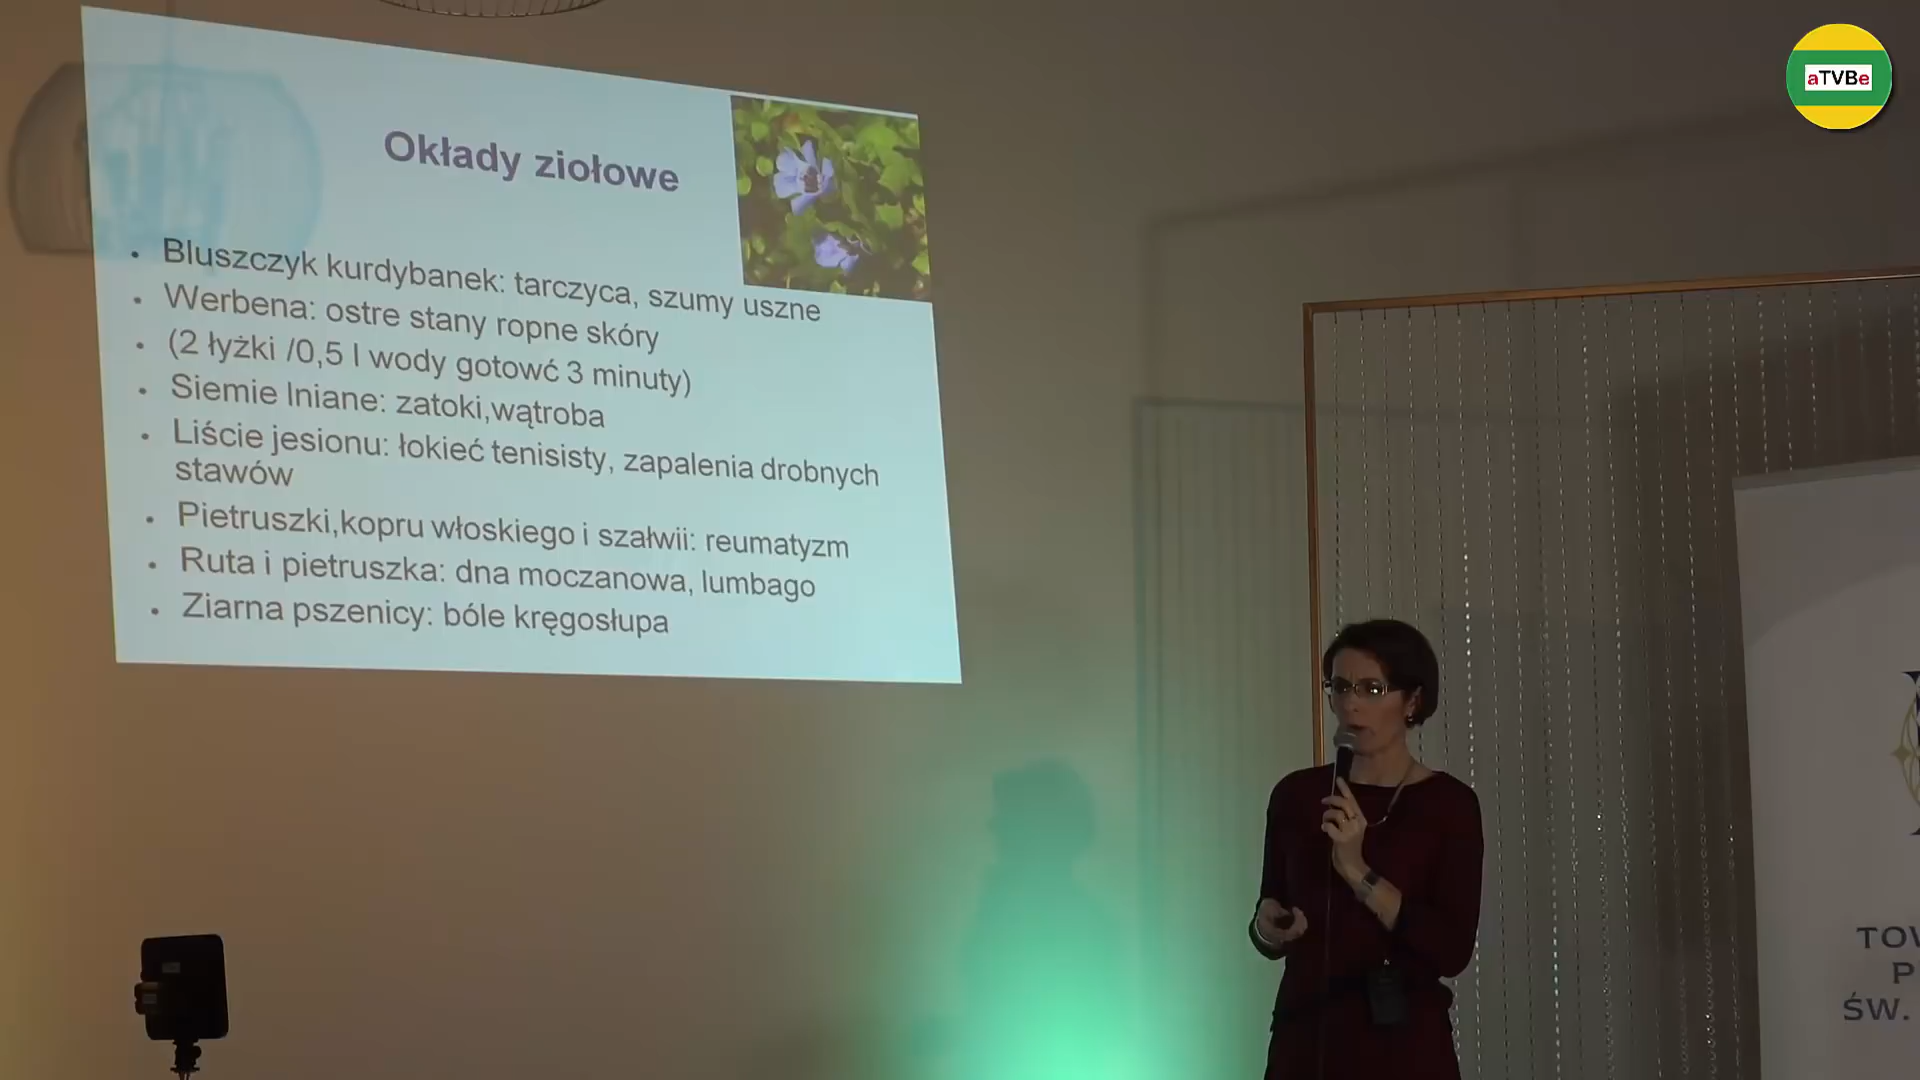 aTVBe
Okłady ziołowe
• Bluszczyk kurdybanek: tarczyca, szumy uszne
• Werbena: ostre stany ropne skóry
• (2 łyżki /0,5 l wody gotowć 3 minuty)
• Siemie lniane: zatoki,wątroba
• Liście jesionu: łokieć tenisisty, zapalenia drobnych
stawów
• Pietruszki,kopru włoskiego i szałwii: reumatyzm
• Ruta i pietruszka: dna moczanowa, lumbago
• Ziarna pszenicy: bóle kręgosłupa
ŚW.